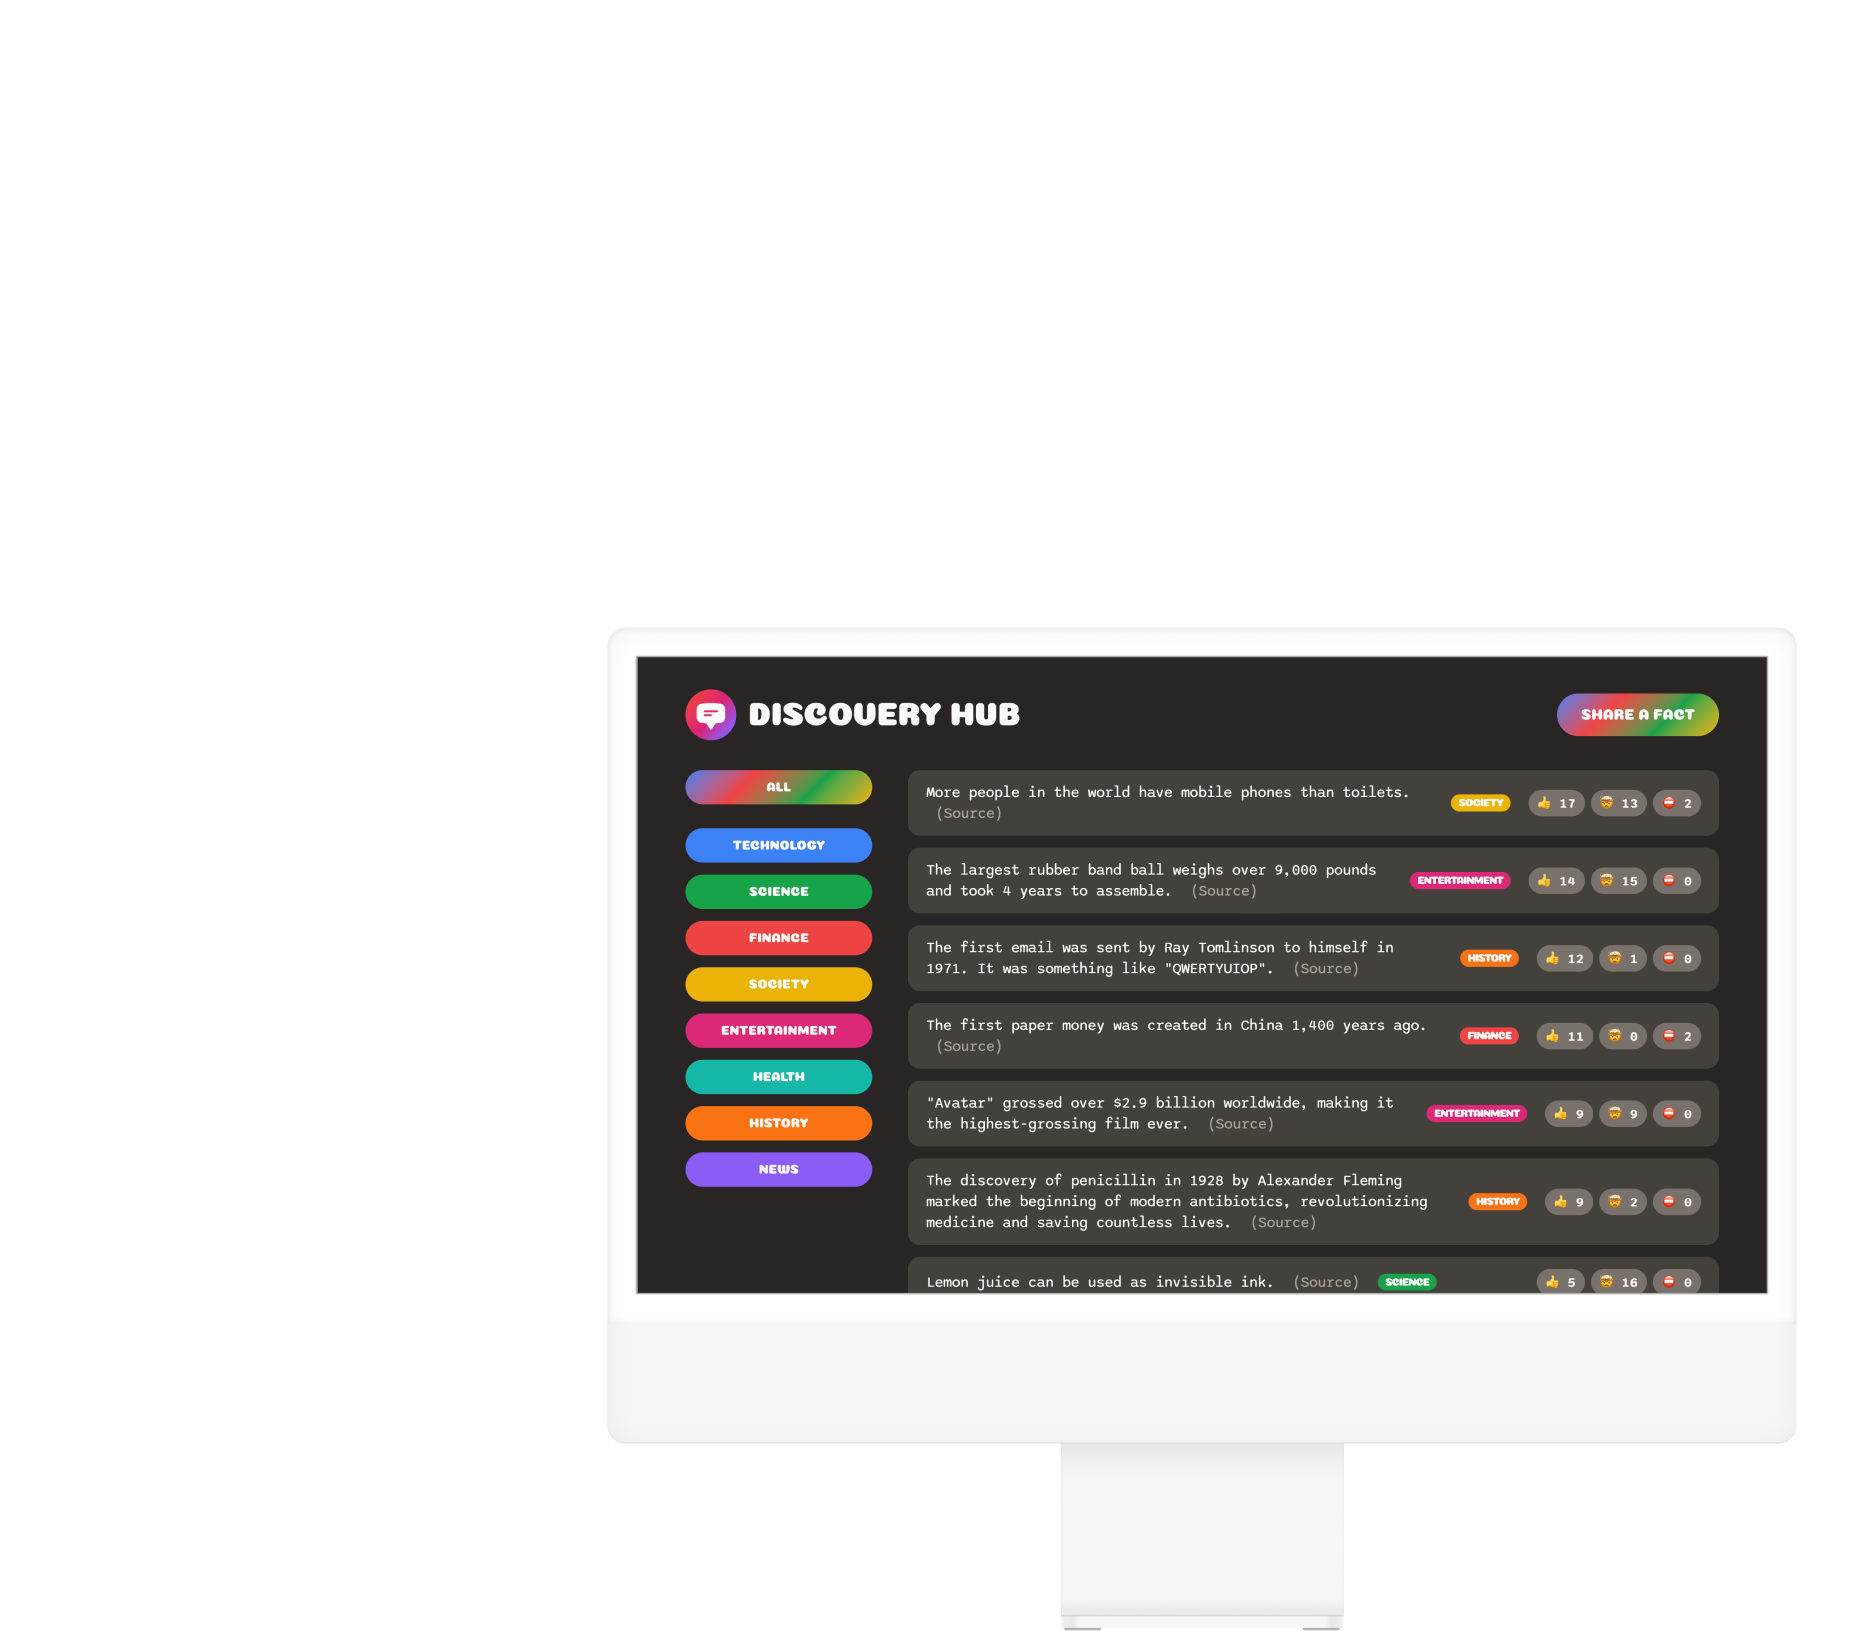 DISCOVERY HUB
SHARE A FACT
ALL
TECHNOLOGY
SCIENCE
FINANCE
SOCIETY
ENTERTAINMENT
HEALTH
HISTORY
NEWS
More people in the world have mobile phones than toilets.
(Source)
SOCIETY 👍 17 🤯 13 ⛔ 2
The largest rubber band ball weighs over 9,000 pounds
and took 4 years to assemble. (Source)
ENTERTAINMENT 👍 14 🤯 15 ⛔ 0
The first email was sent by Ray Tomlinson to himself in
1971. It was something like "QWERTYUIOP". (Source)
HISTORY 👍 12 🤯 1 ⛔ 0
The first paper money was created in China 1,400 years ago.
(Source)
FINANCE 👍 11 🤯 0 ⛔ 2
"Avatar" grossed over $2.9 billion worldwide, making it
the highest-grossing film ever. (Source)
ENTERTAINMENT 👍 9 🤯 9 ⛔ 0
The discovery of penicillin in 1928 by Alexander Fleming
marked the beginning of modern antibiotics, revolutionizing
medicine and saving countless lives. (Source)
HISTORY 👍 9 🤯 2 ⛔ 0
Lemon juice can be used as invisible ink. (Source) SCIENCE 👍 5 🤯 16 ⛔ 0